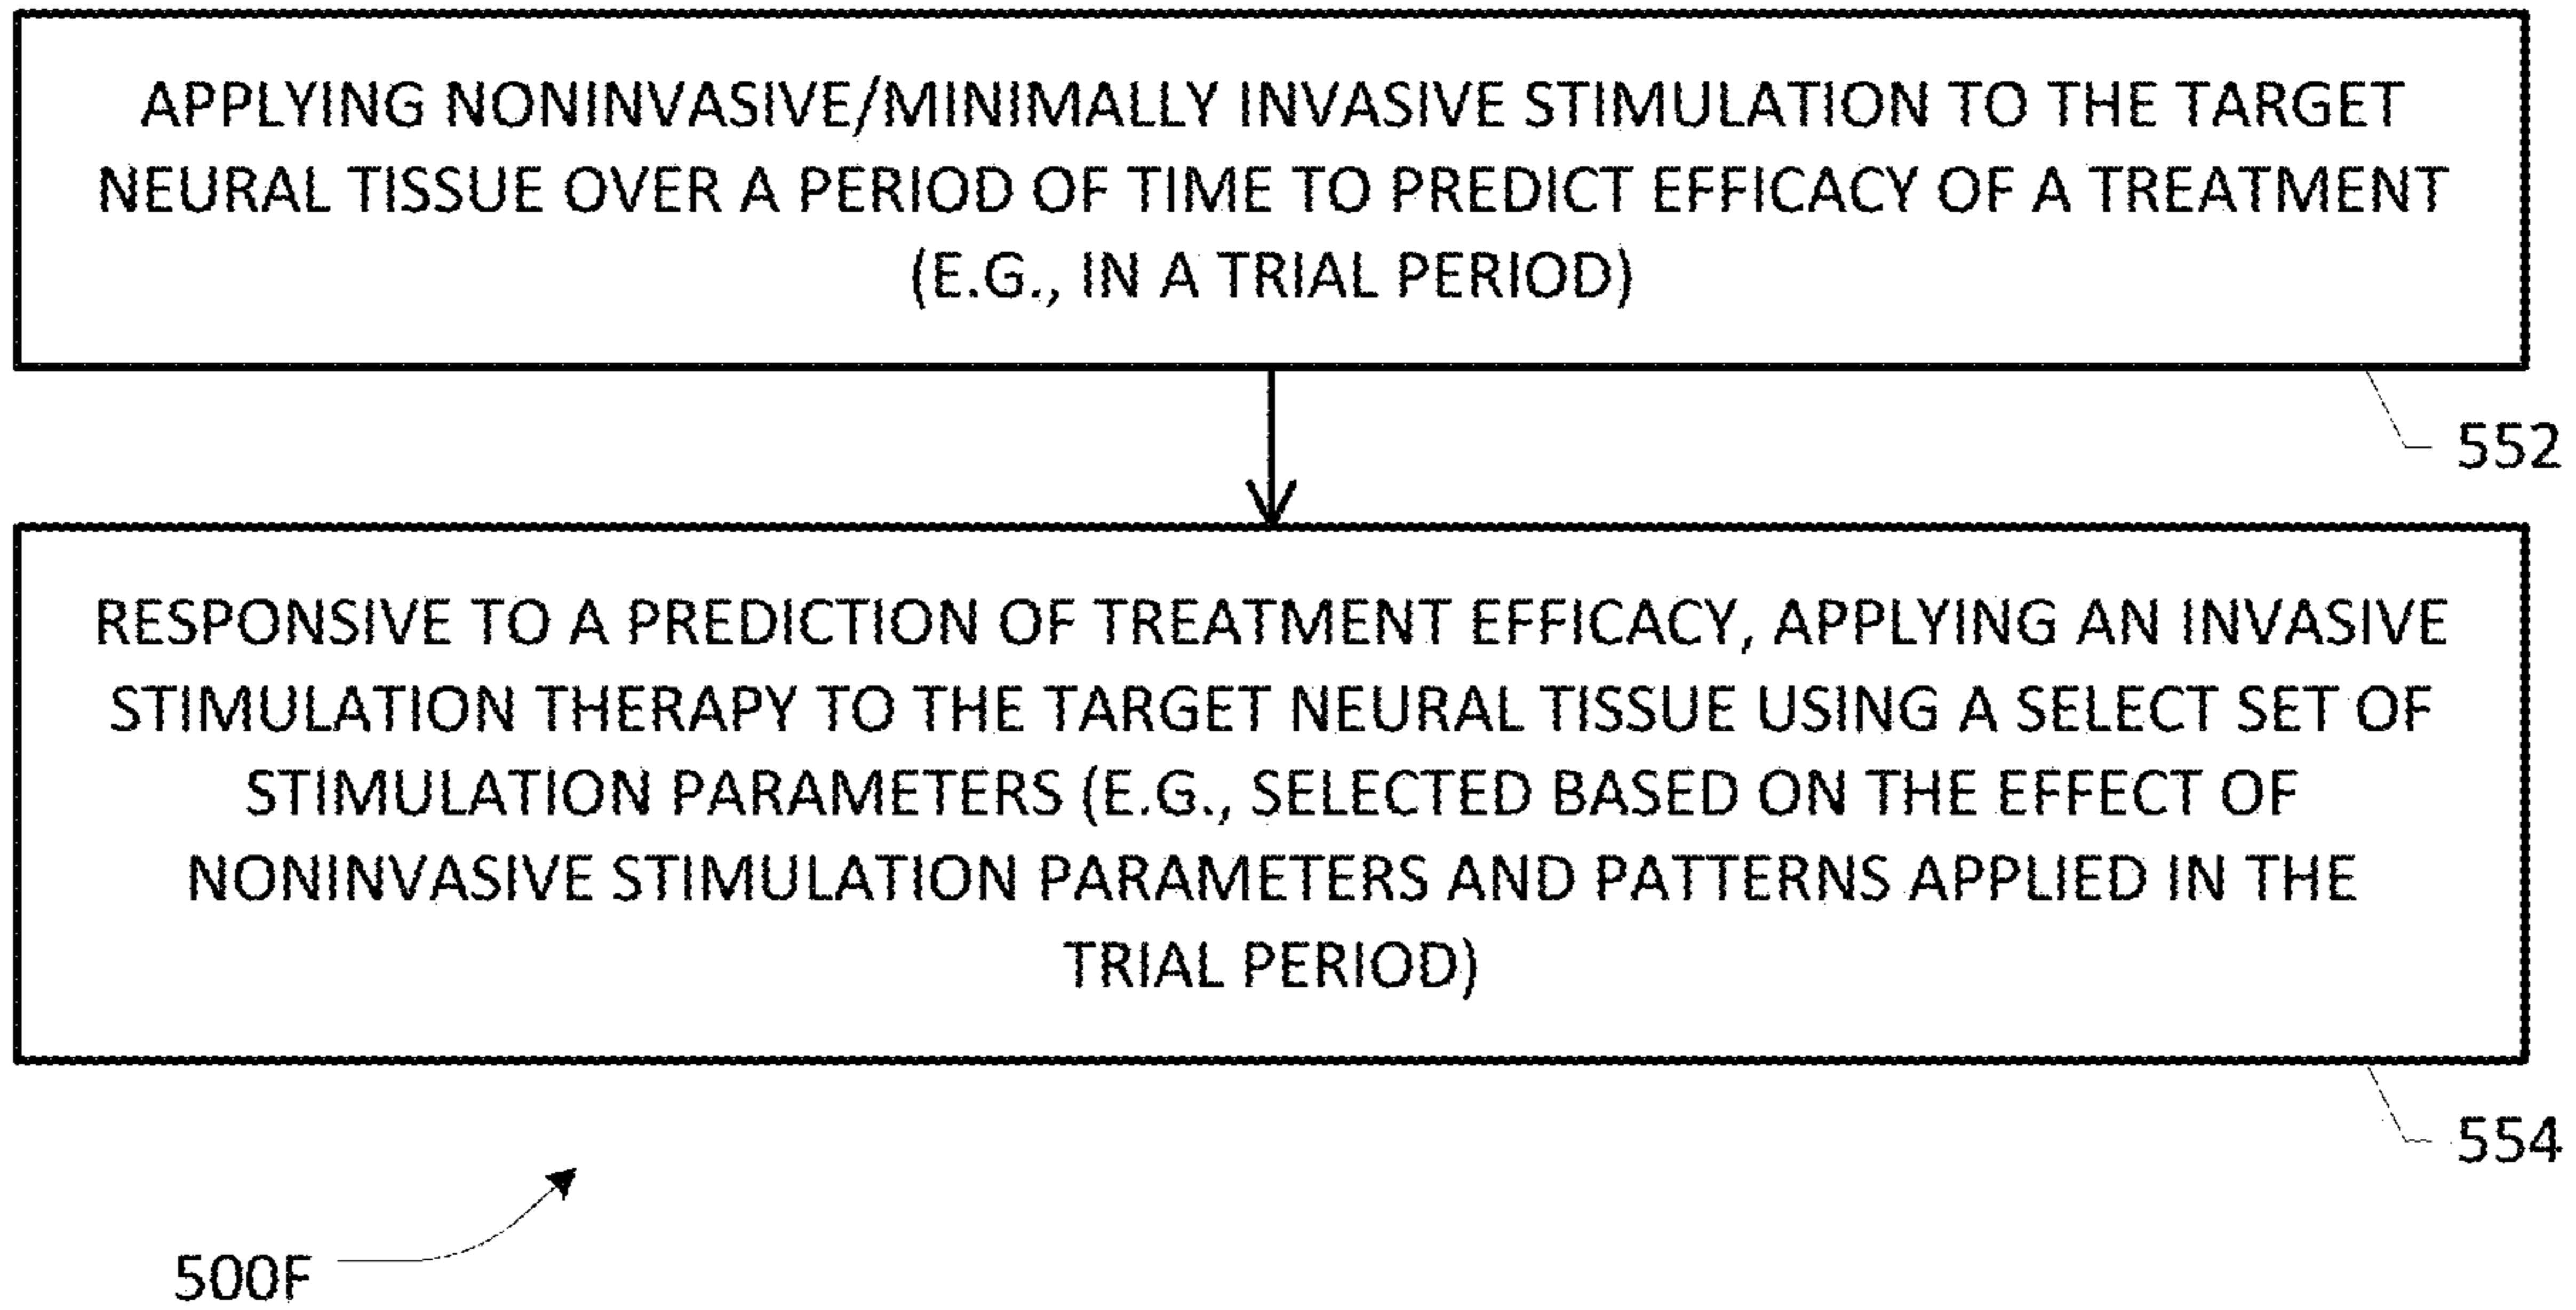 APPLYING NONINVASIVE/MINIMALLY INVASIVE STIMULATION TO THE TARGET
NEURAL TISSUE OVER A PERIOD OF TIME TO PREDICT EFFICACY OF A TREATMENT
(E.G., IN A TRIAL PERIOD)
552
RESPONSIVE TO A PREDICTION OF TREATMENT EFFICACY, APPLYING AN INVASIVE
STIMULATION THERAPY TO THE TARGET NEURAL TISSUE USING A SELECT SET OF
STIMULATION PARAMETERS (E.G., SELECTED BASED ON THE EFFECT OF
NONINVASIVE STIMULATION PARAMETERS AND PATTERNS APPLIED IN THE
TRIAL PERIOD)
554
500F